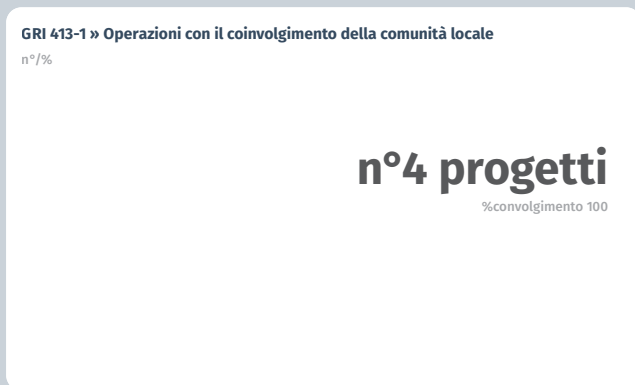 GRI 413-1 » Operazioni con il coinvolgimento della comunità locale
n°/%
n°4 progetti
%convolgimento 100